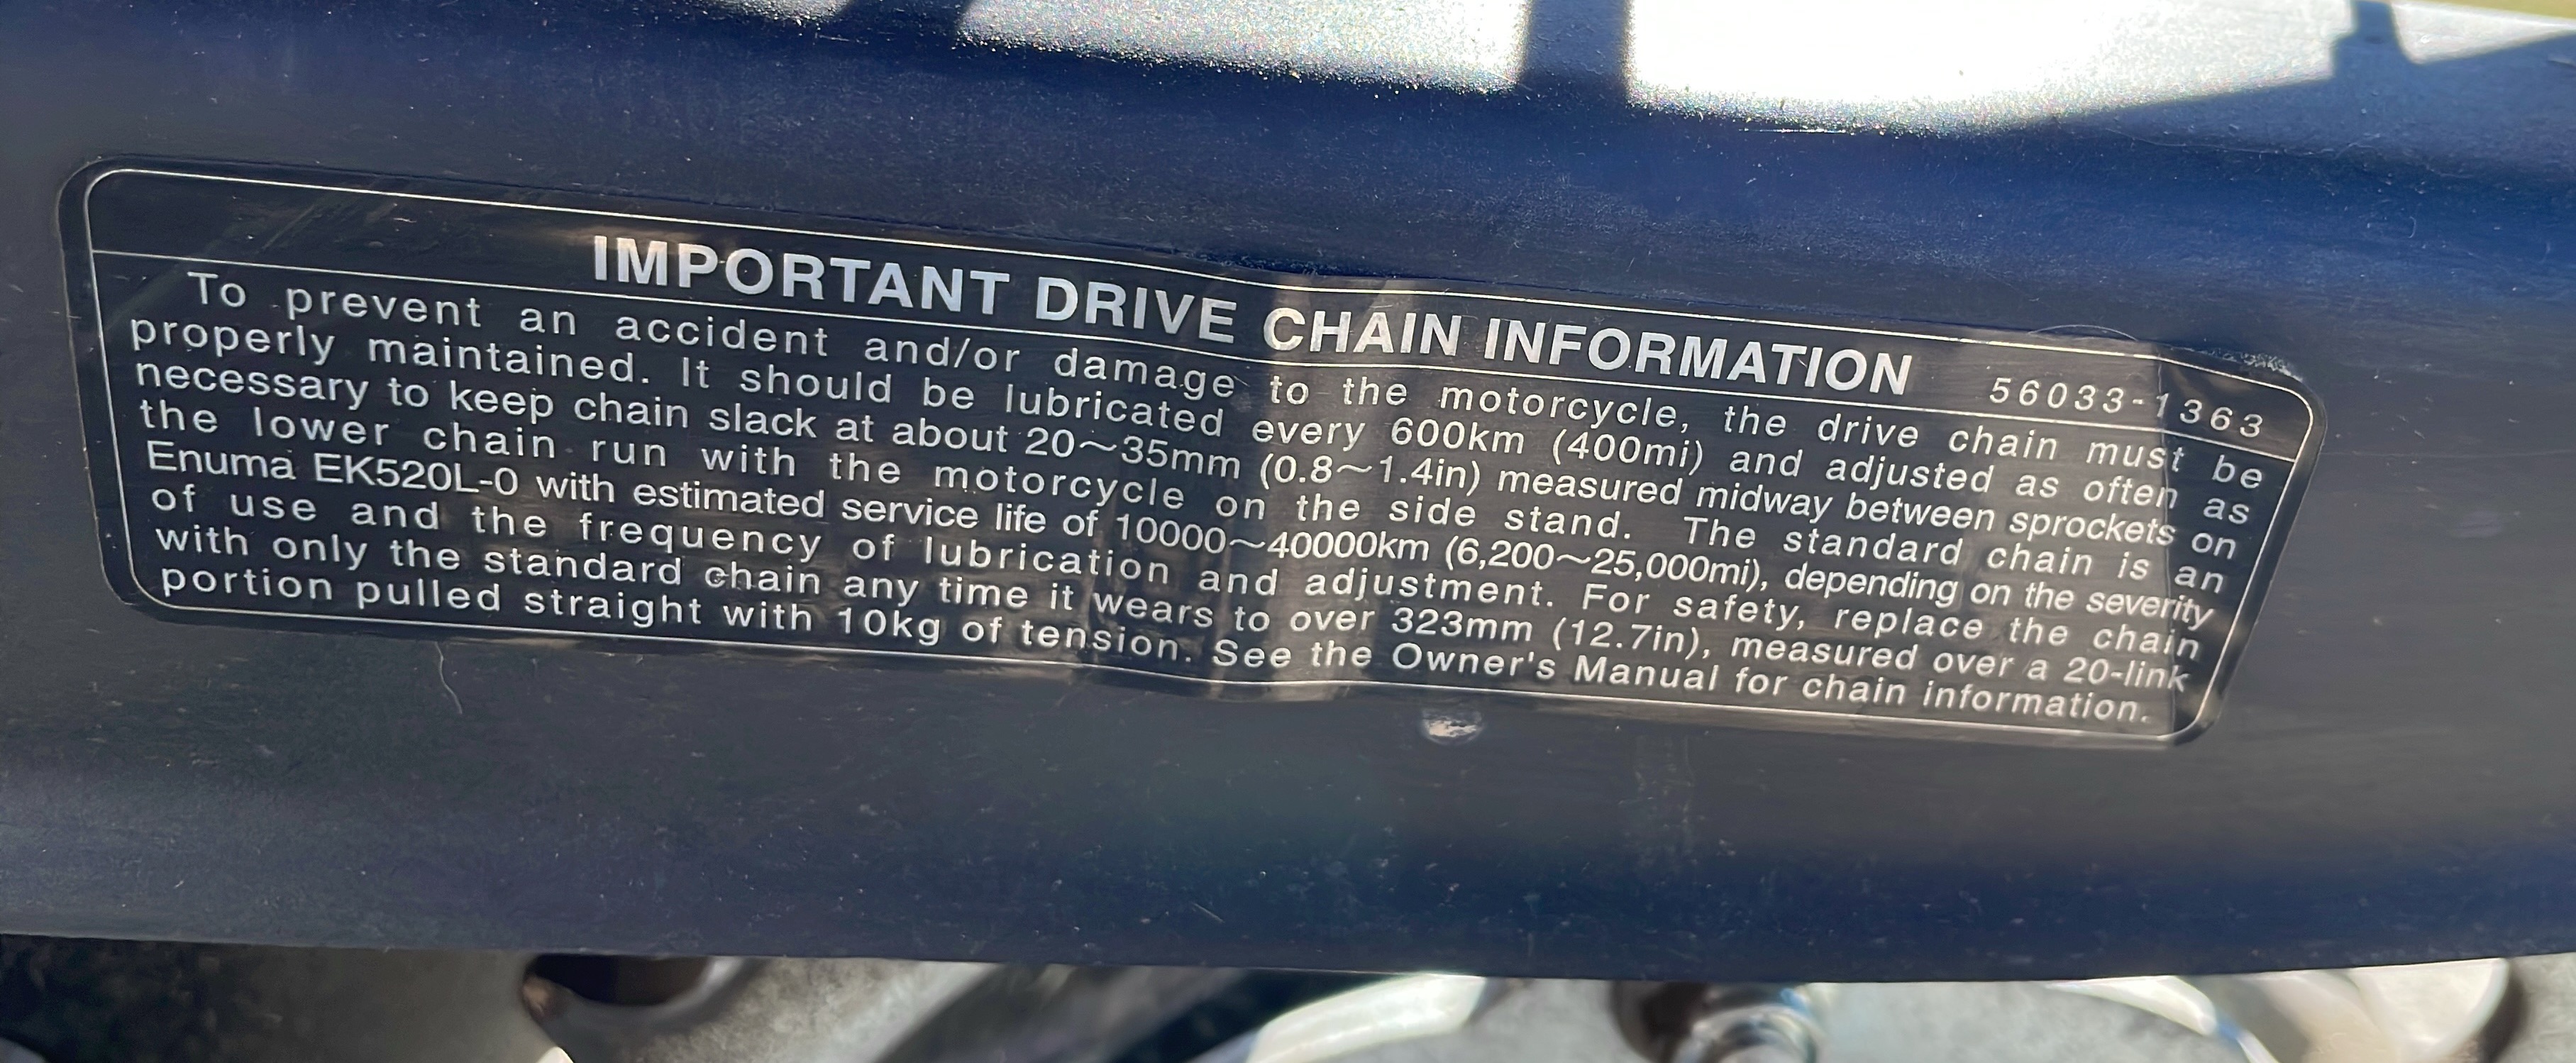 IMPORTANT DRIVE CHAIN INFORMATION 56033-1363
To prevent an accident and/or damage to the motorcycle, the drive chain must be
properly maintained. It should be lubricated every 600km (400mi) and adjusted as often as
necessary to keep chain slack at about 20~35mm (0.8~1.4in) measured midway between sprockets on
the lower chain run with the motorcycle on the side stand. The standard chain is an
Enuma EK520L-0 with estimated service life of 10000~40000km (6,200~25,000mi), depending on the severity
of use and the frequency of lubrication and adjustment. For safety, replace the chain
with only the standard chain any time it wears to over 323mm (12.7in), measured over a 20-link
portion pulled straight with 10kg of tension. See the Owner's Manual for chain information.